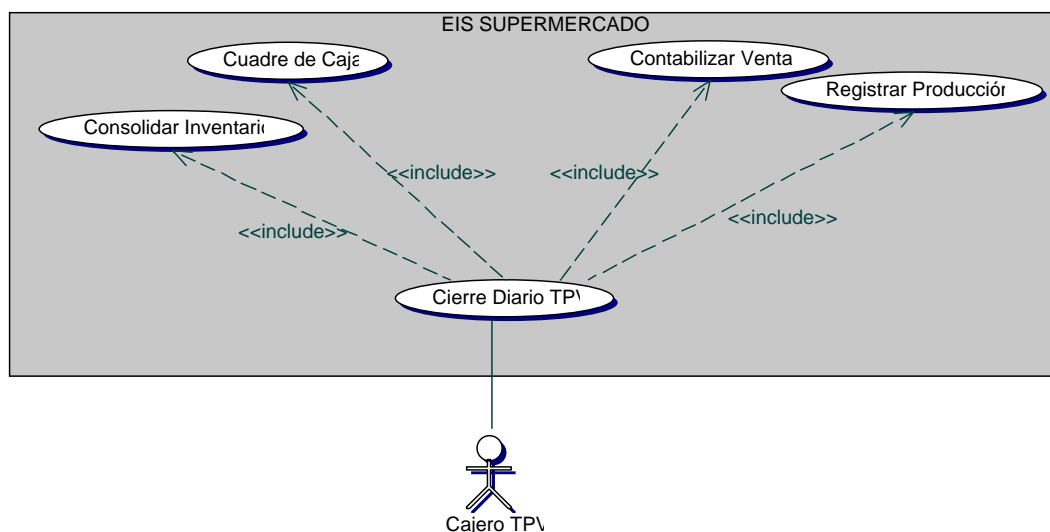 EIS SUPERMERCADO
Cuadre de Caja
Contabilizar Venta
Registrar Producción
Consolidar Inventario
<<include>>
<<include>>
<<include>>
<<include>>
Cierre Diario TPV
Cajero TPV